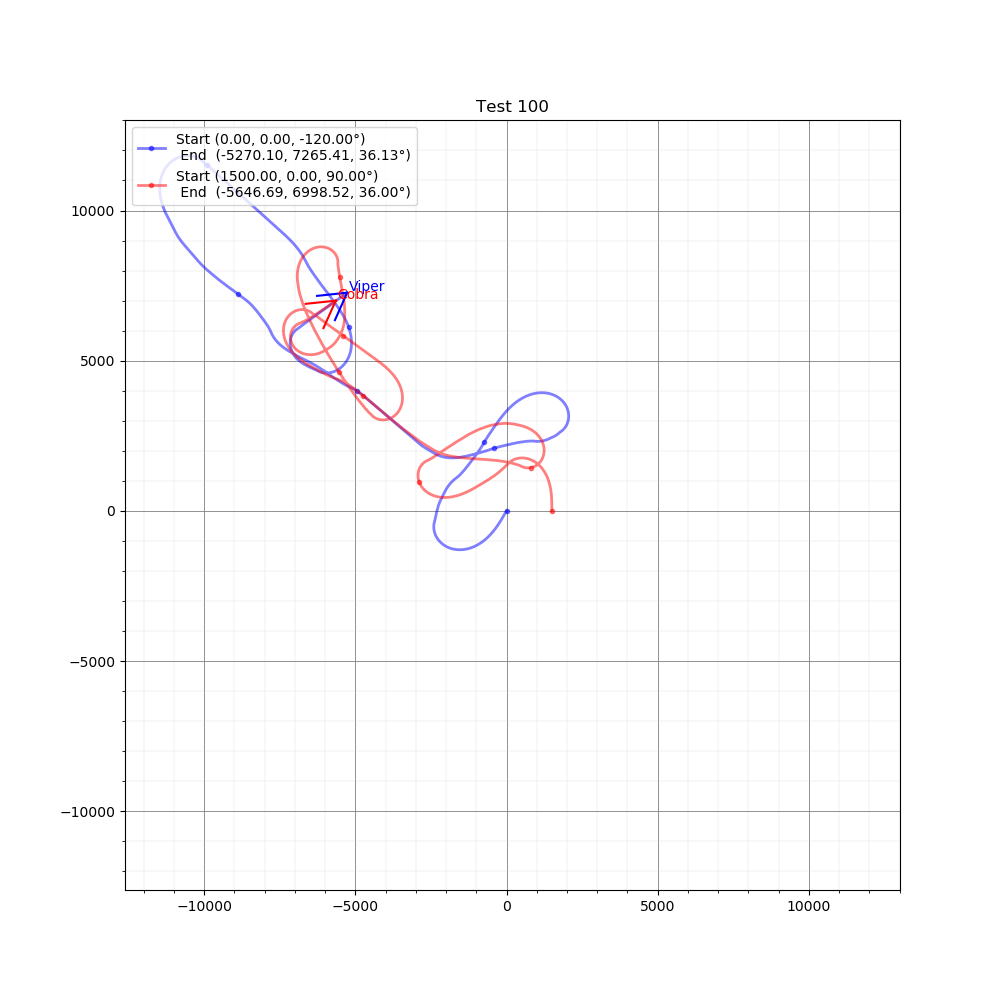 Test 100
Start (0.00, 0.00, -120.00°)
End (-5270.10, 7265.41, 36.13°)
Start (1500.00, 0.00, 90.00°)
End (-5646.69, 6998.52, 36.00°)
10000
Viper
Cobra
5000
0
−5000
−10000
−10000
−5000
0
5000
10000